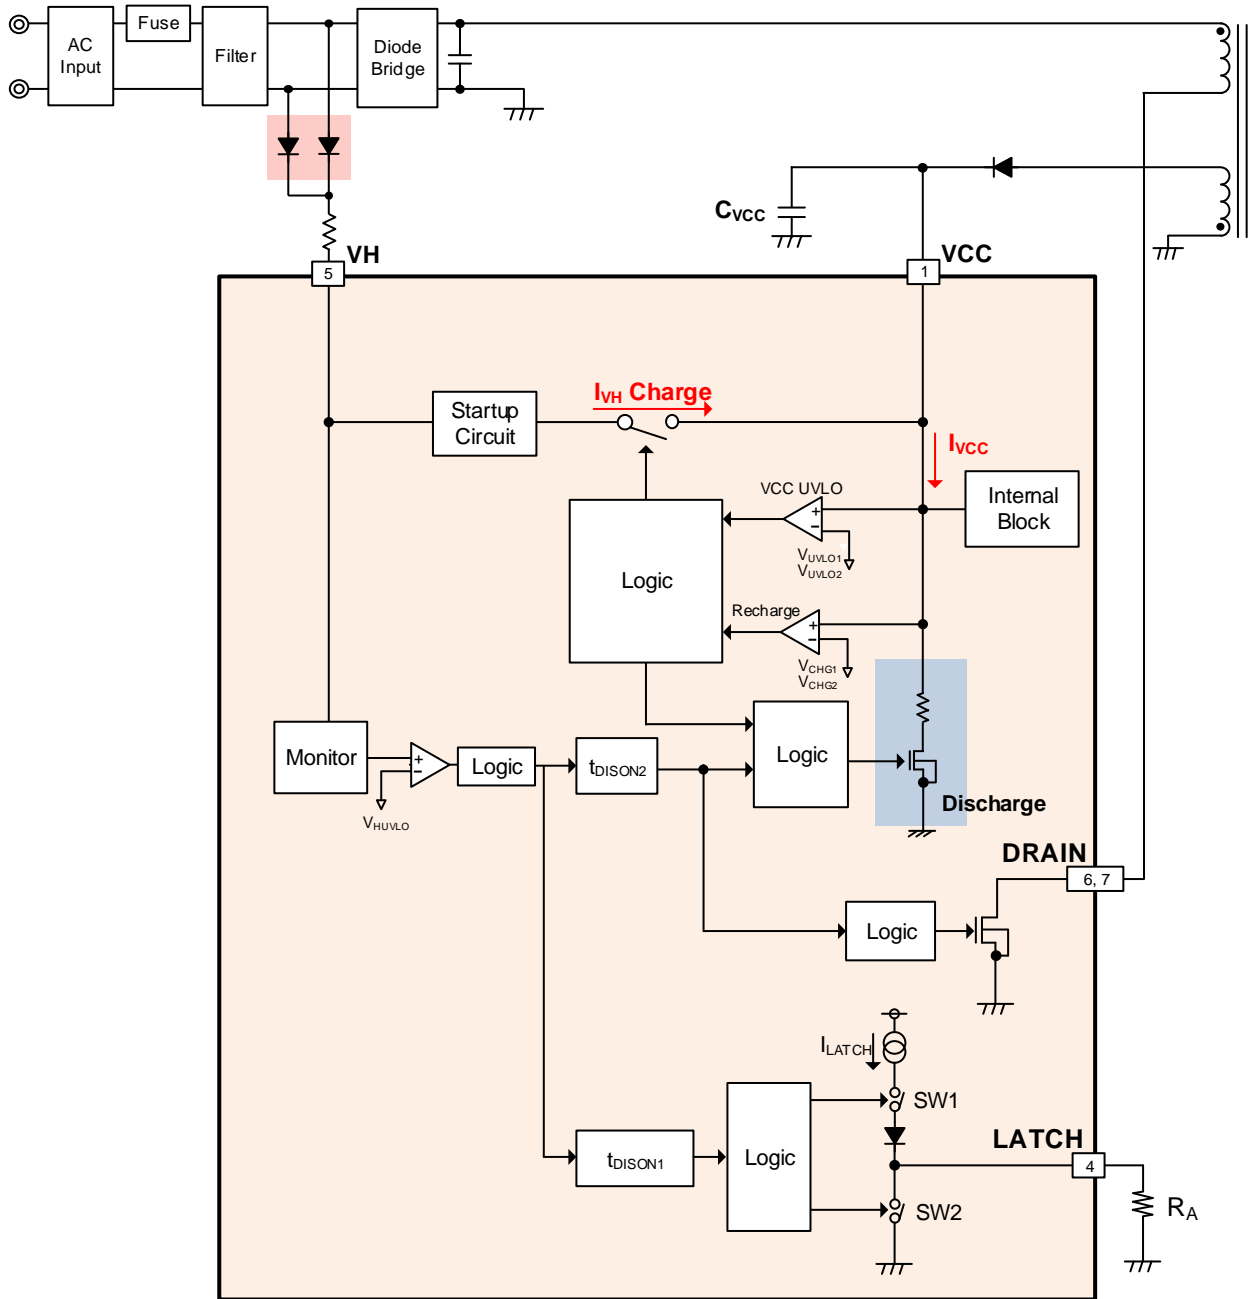 Fuse
AC
Input
Filter
Diode
Bridge
CVCC
VH
5
VCC
1
IVH Charge
Startup
Circuit
IVCC
VCC UVLO
Internal
Block
VUVLO1
VUVLO2
Logic
Recharge
VCHG1
VCHG2
Monitor
Logic
tDISON2
Logic
VHUVLO
Discharge
DRAIN
6, 7
Logic
ILATCH
SW1
LATCH
tDISON1
Logic
4
SW2
RA